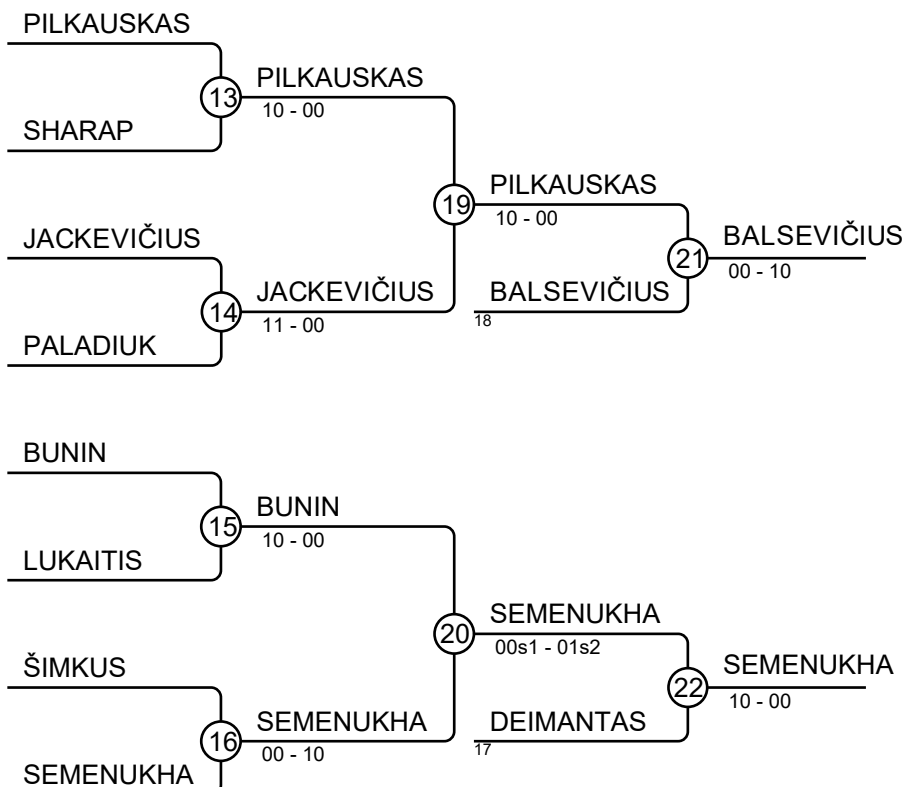 PILKAUSKAS
13
PILKAUSKAS
10 - 00
SHARAP
19
PILKAUSKAS
10 - 00
JACKEVIČIUS
14
JACKEVIČIUS
11 - 00
PALADIUK
BALSEVIČIUS
18
21
BALSEVIČIUS
00 - 10
BUNIN
15
BUNIN
10 - 00
LUKAITIS
20
SEMENUKHA
00s1 - 01s2
ŠIMKUS
16
SEMENUKHA
00 - 10
SEMENUKHA
DEIMANTAS
17
22
SEMENUKHA
10 - 00